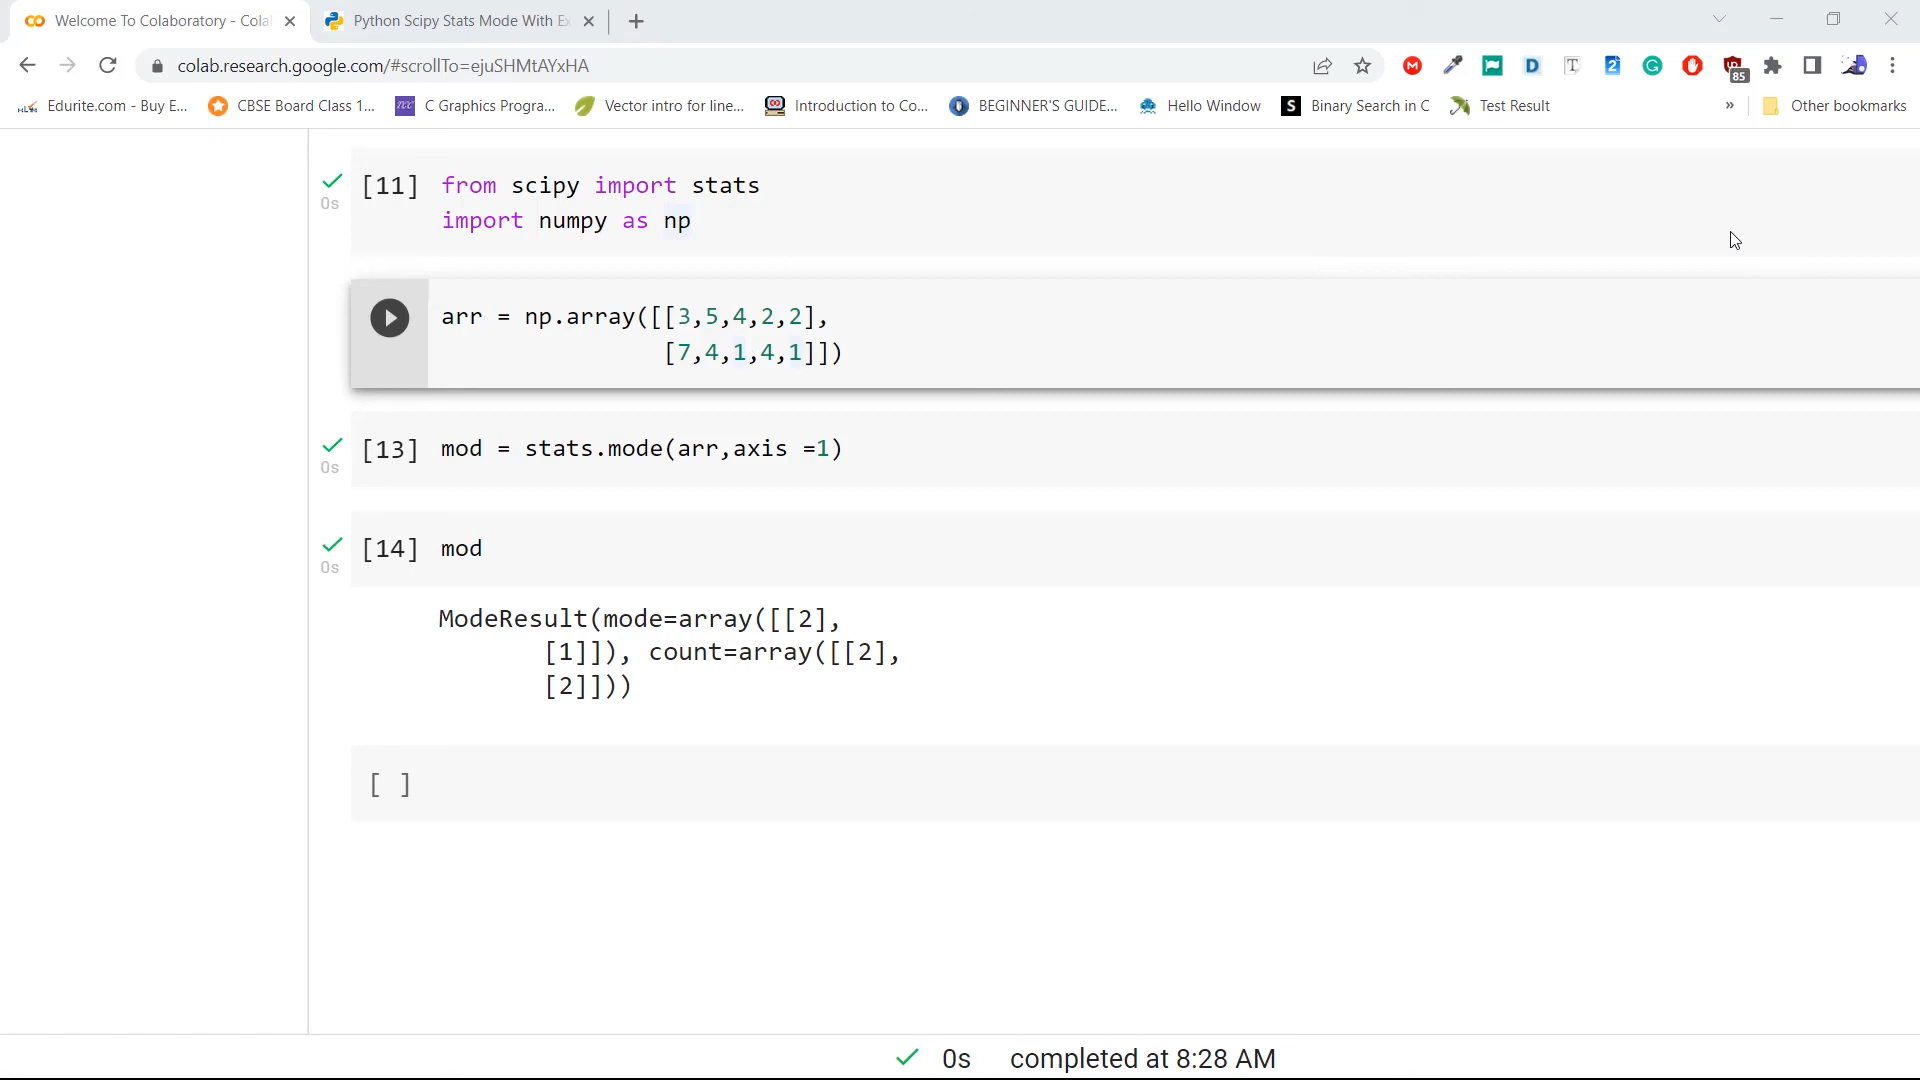 Welcome To Colaboratory - Cola
Python Scipy Stats Mode With Ex
colab.research.google.com/#scrollTo=ejuSHMtAYxHA
85
Edurite.com - Buy E...
CBSE Board Class 1...
C Graphics Progra...
Vector intro for line...
Introduction to Co...
BEGINNER'S GUIDE...
Hello Window
Binary Search in C
Test Result
»
Other bookmarks
[11] from scipy import stats
0s
import numpy as np
arr = np.array([[3,5,4,2,2],
[7,4,1,4,1]])
[13] mod = stats.mode(arr,axis =1)
0s
[14] mod
0s
ModeResult(mode=array([[2],
[1]]), count=array([[2],
[2]]))
[ ]
0s completed at 8:28 AM